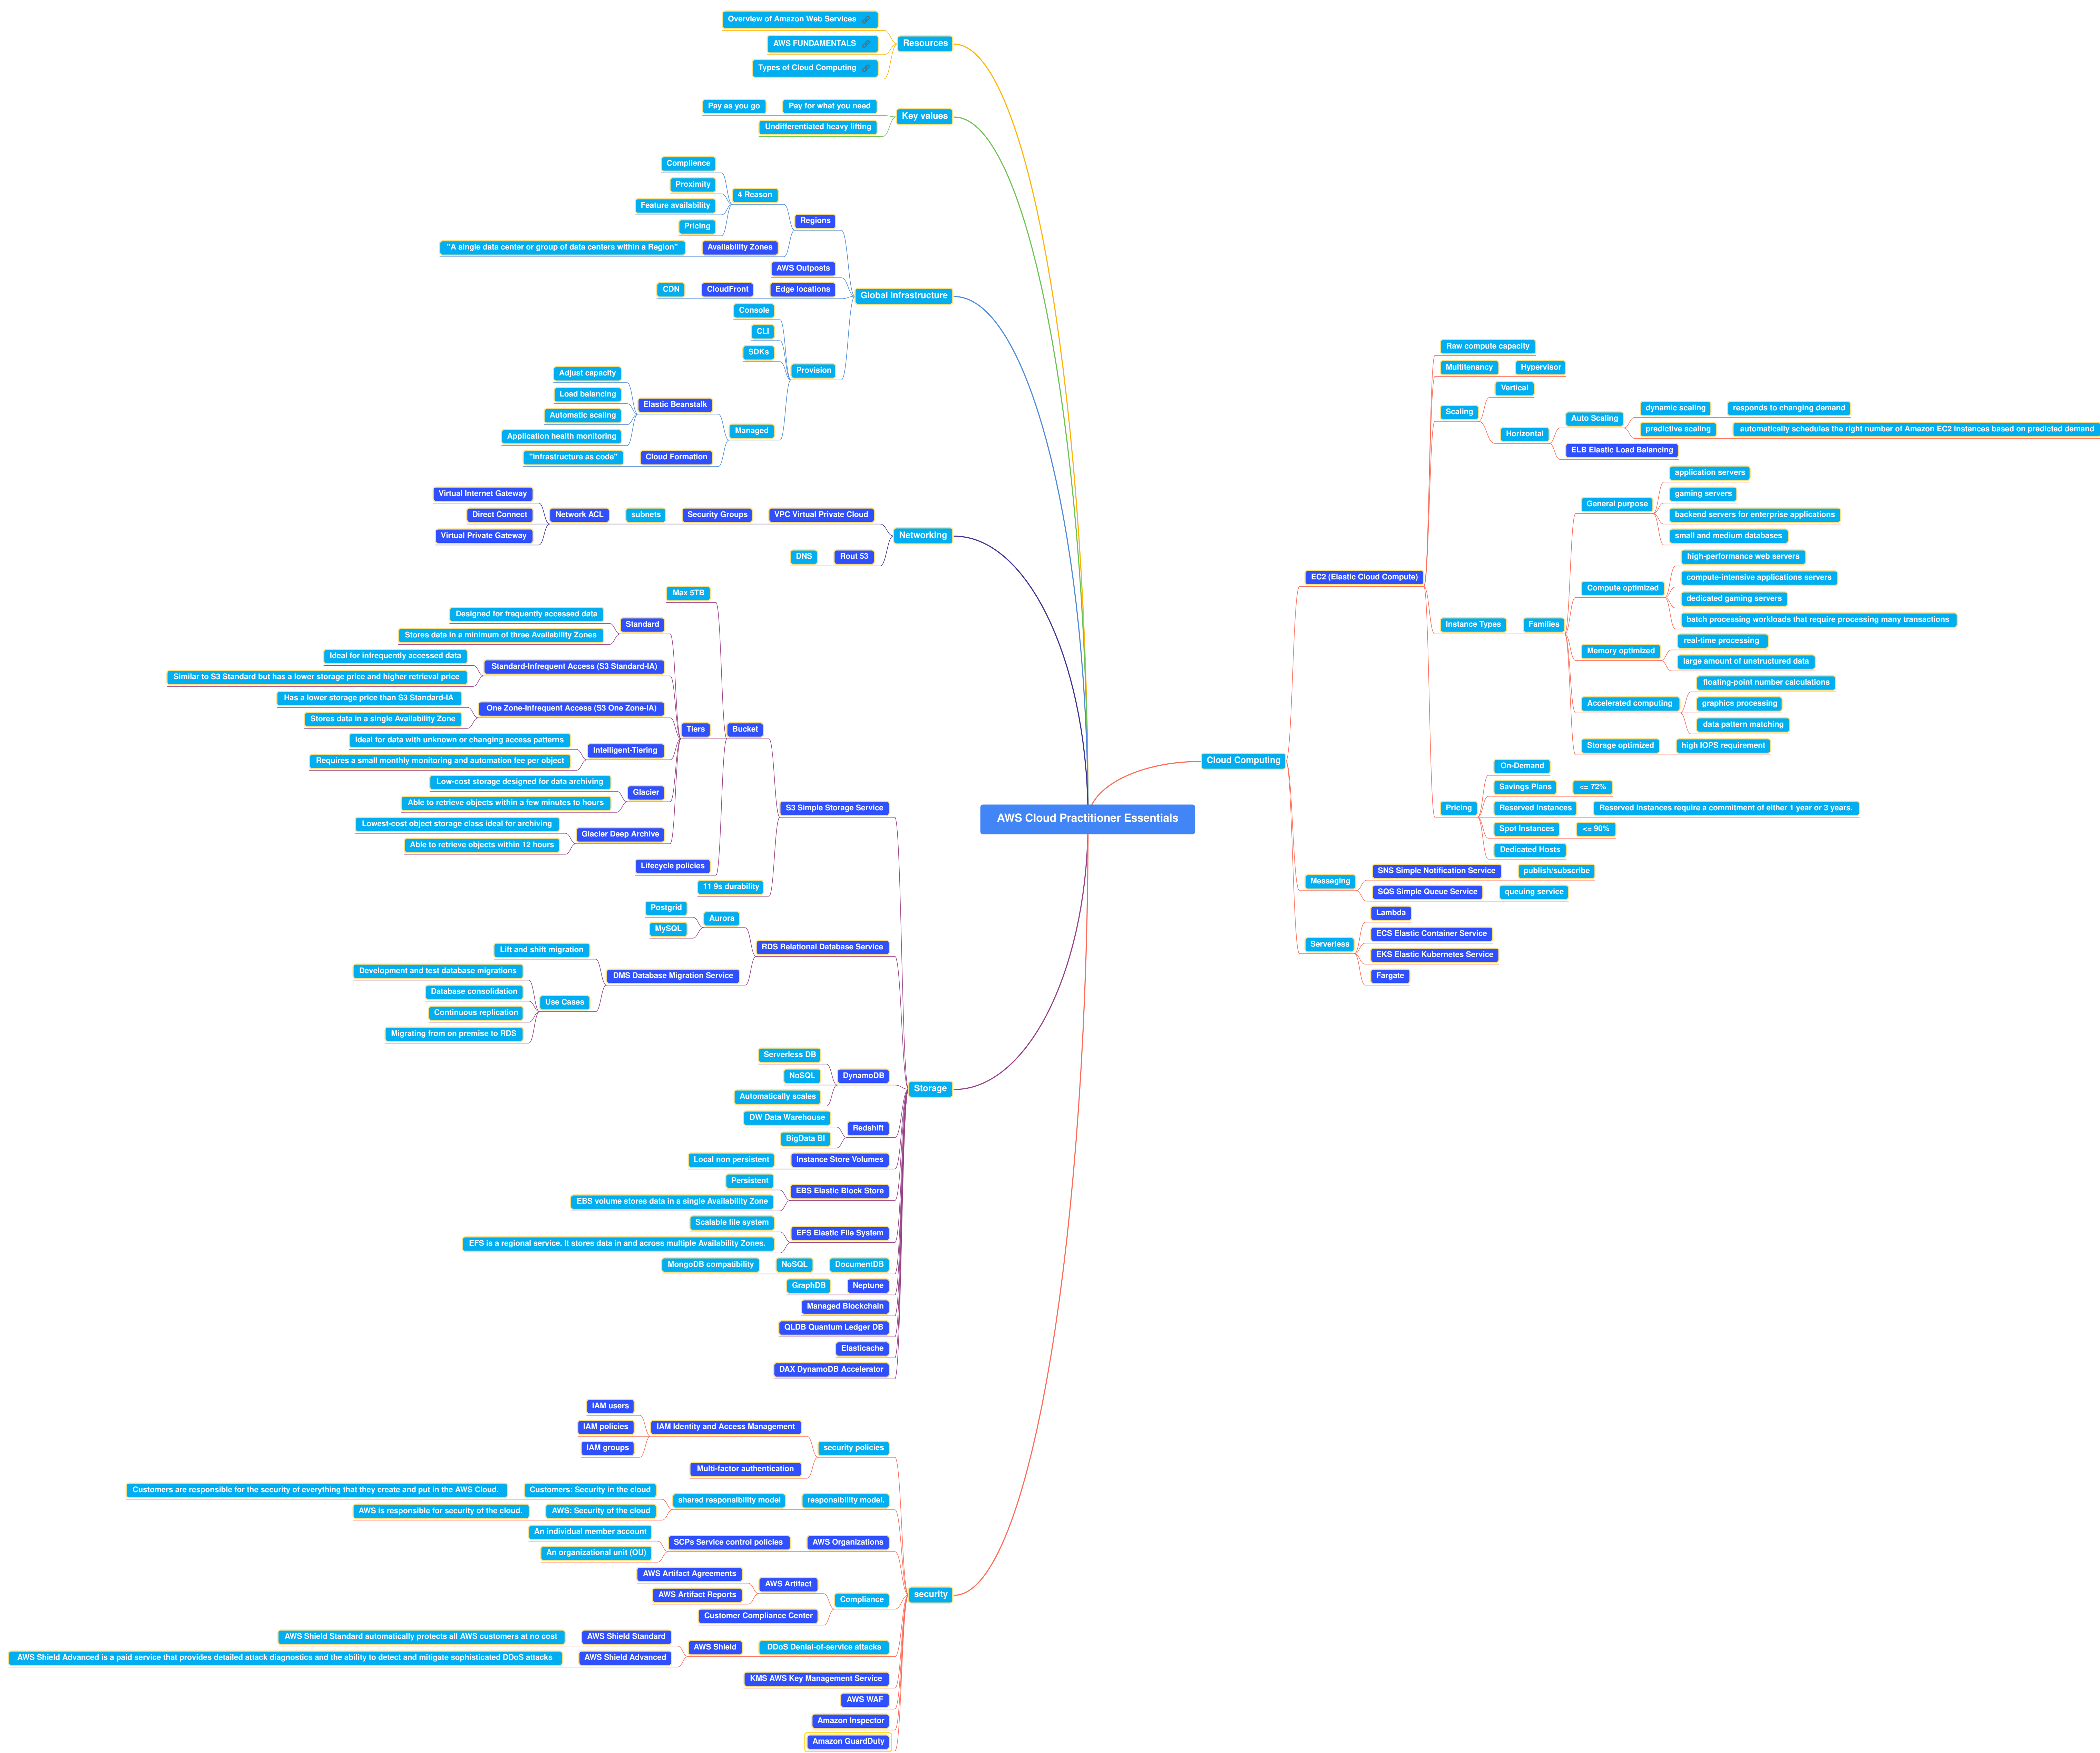 Overview of Amazon Web Services
AWS FUNDAMENTALS
Types of Cloud Computing
Resources
Pay as you go
Pay for what you need
Undifferentiated heavy lifting
Key values
Complience
Proximity
Feature availability
Pricing
4 Reason
Regions
"A single data center or group of data centers within a Region"
Availability Zones
AWS Outposts
CDN
CloudFront
Edge locations
Global Infrastructure
Console
CLI
SDKs
Provision
Adjust capacity
Load balancing
Automatic scaling
Application health monitoring
Elastic Beanstalk
Managed
"infrastructure as code"
Cloud Formation
Virtual Internet Gateway
Direct Connect
Virtual Private Gateway
Network ACL
subnets
Security Groups
VPC Virtual Private Cloud
Networking
DNS
Rout 53
Max 5TB
Designed for frequently accessed data
Stores data in a minimum of three Availability Zones
Standard
Ideal for infrequently accessed data
Similar to S3 Standard but has a lower storage price and higher retrieval price
Standard-Infrequent Access (S3 Standard-IA)
Has a lower storage price than S3 Standard-IA
Stores data in a single Availability Zone
One Zone-Infrequent Access (S3 One Zone-IA)
Tiers
Bucket
Ideal for data with unknown or changing access patterns
Requires a small monthly monitoring and automation fee per object
Intelligent-Tiering
Low-cost storage designed for data archiving
Able to retrieve objects within a few minutes to hours
Glacier
Lowest-cost object storage class ideal for archiving
Able to retrieve objects within 12 hours
Glacier Deep Archive
Lifecycle policies
11 9s durability
S3 Simple Storage Service
Postgrid
MySQL
Aurora
RDS Relational Database Service
Lift and shift migration
Development and test database migrations
Database consolidation
Continuous replication
Migrating from on premise to RDS
Use Cases
DMS Database Migration Service
Serverless DB
NoSQL
Automatically scales
DynamoDB
Storage
DW Data Warehouse
BigData BI
Redshift
Local non persistent
Instance Store Volumes
Persistent
EBS volume stores data in a single Availability Zone
EBS Elastic Block Store
Scalable file system
EFS is a regional service. It stores data in and across multiple Availability Zones.
EFS Elastic File System
MongoDB compatibility
NoSQL
DocumentDB
GraphDB
Neptune
Managed Blockchain
QLDB Quantum Ledger DB
Elasticache
DAX DynamoDB Accelerator
IAM users
IAM policies
IAM groups
IAM Identity and Access Management
Multi-factor authentication
security policies
Customers are responsible for the security of everything that they create and put in the AWS Cloud.
Customers: Security in the cloud
AWS is responsible for security of the cloud.
AWS: Security of the cloud
shared responsibility model
responsibility model.
An individual member account
An organizational unit (OU)
SCPs Service control policies
AWS Organizations
AWS Artifact Agreements
AWS Artifact Reports
AWS Artifact
Customer Compliance Center
Compliance
security
AWS Shield Standard automatically protects all AWS customers at no cost
AWS Shield Standard
AWS Shield Advanced is a paid service that provides detailed attack diagnostics and the ability to detect and mitigate sophisticated DDoS attacks
AWS Shield Advanced
AWS Shield
DDoS Denial-of-service attacks
KMS AWS Key Management Service
AWS WAF
Amazon Inspector
Amazon GuardDuty
AWS Cloud Practitioner Essentials
Cloud Computing
EC2 (Elastic Cloud Compute)
Raw compute capacity
Multitenancy
Hypervisor
Scaling
Vertical
Horizontal
Auto Scaling
dynamic scaling
responds to changing demand
predictive scaling
automatically schedules the right number of Amazon EC2 instances based on predicted demand
ELB Elastic Load Balancing
Instance Types
Families
General purpose
application servers
gaming servers
backend servers for enterprise applications
small and medium databases
Compute optimized
high-performance web servers
compute-intensive applications servers
dedicated gaming servers
batch processing workloads that require processing many transactions
Memory optimized
real-time processing
large amount of unstructured data
Accelerated computing
floating-point number calculations
graphics processing
data pattern matching
Storage optimized
high IOPS requirement
Pricing
On-Demand
Savings Plans
<= 72%
Reserved Instances
Reserved Instances require a commitment of either 1 year or 3 years.
Spot Instances
<= 90%
Dedicated Hosts
Messaging
SNS Simple Notification Service
publish/subscribe
SQS Simple Queue Service
queuing service
Serverless
Lambda
ECS Elastic Container Service
EKS Elastic Kubernetes Service
Fargate